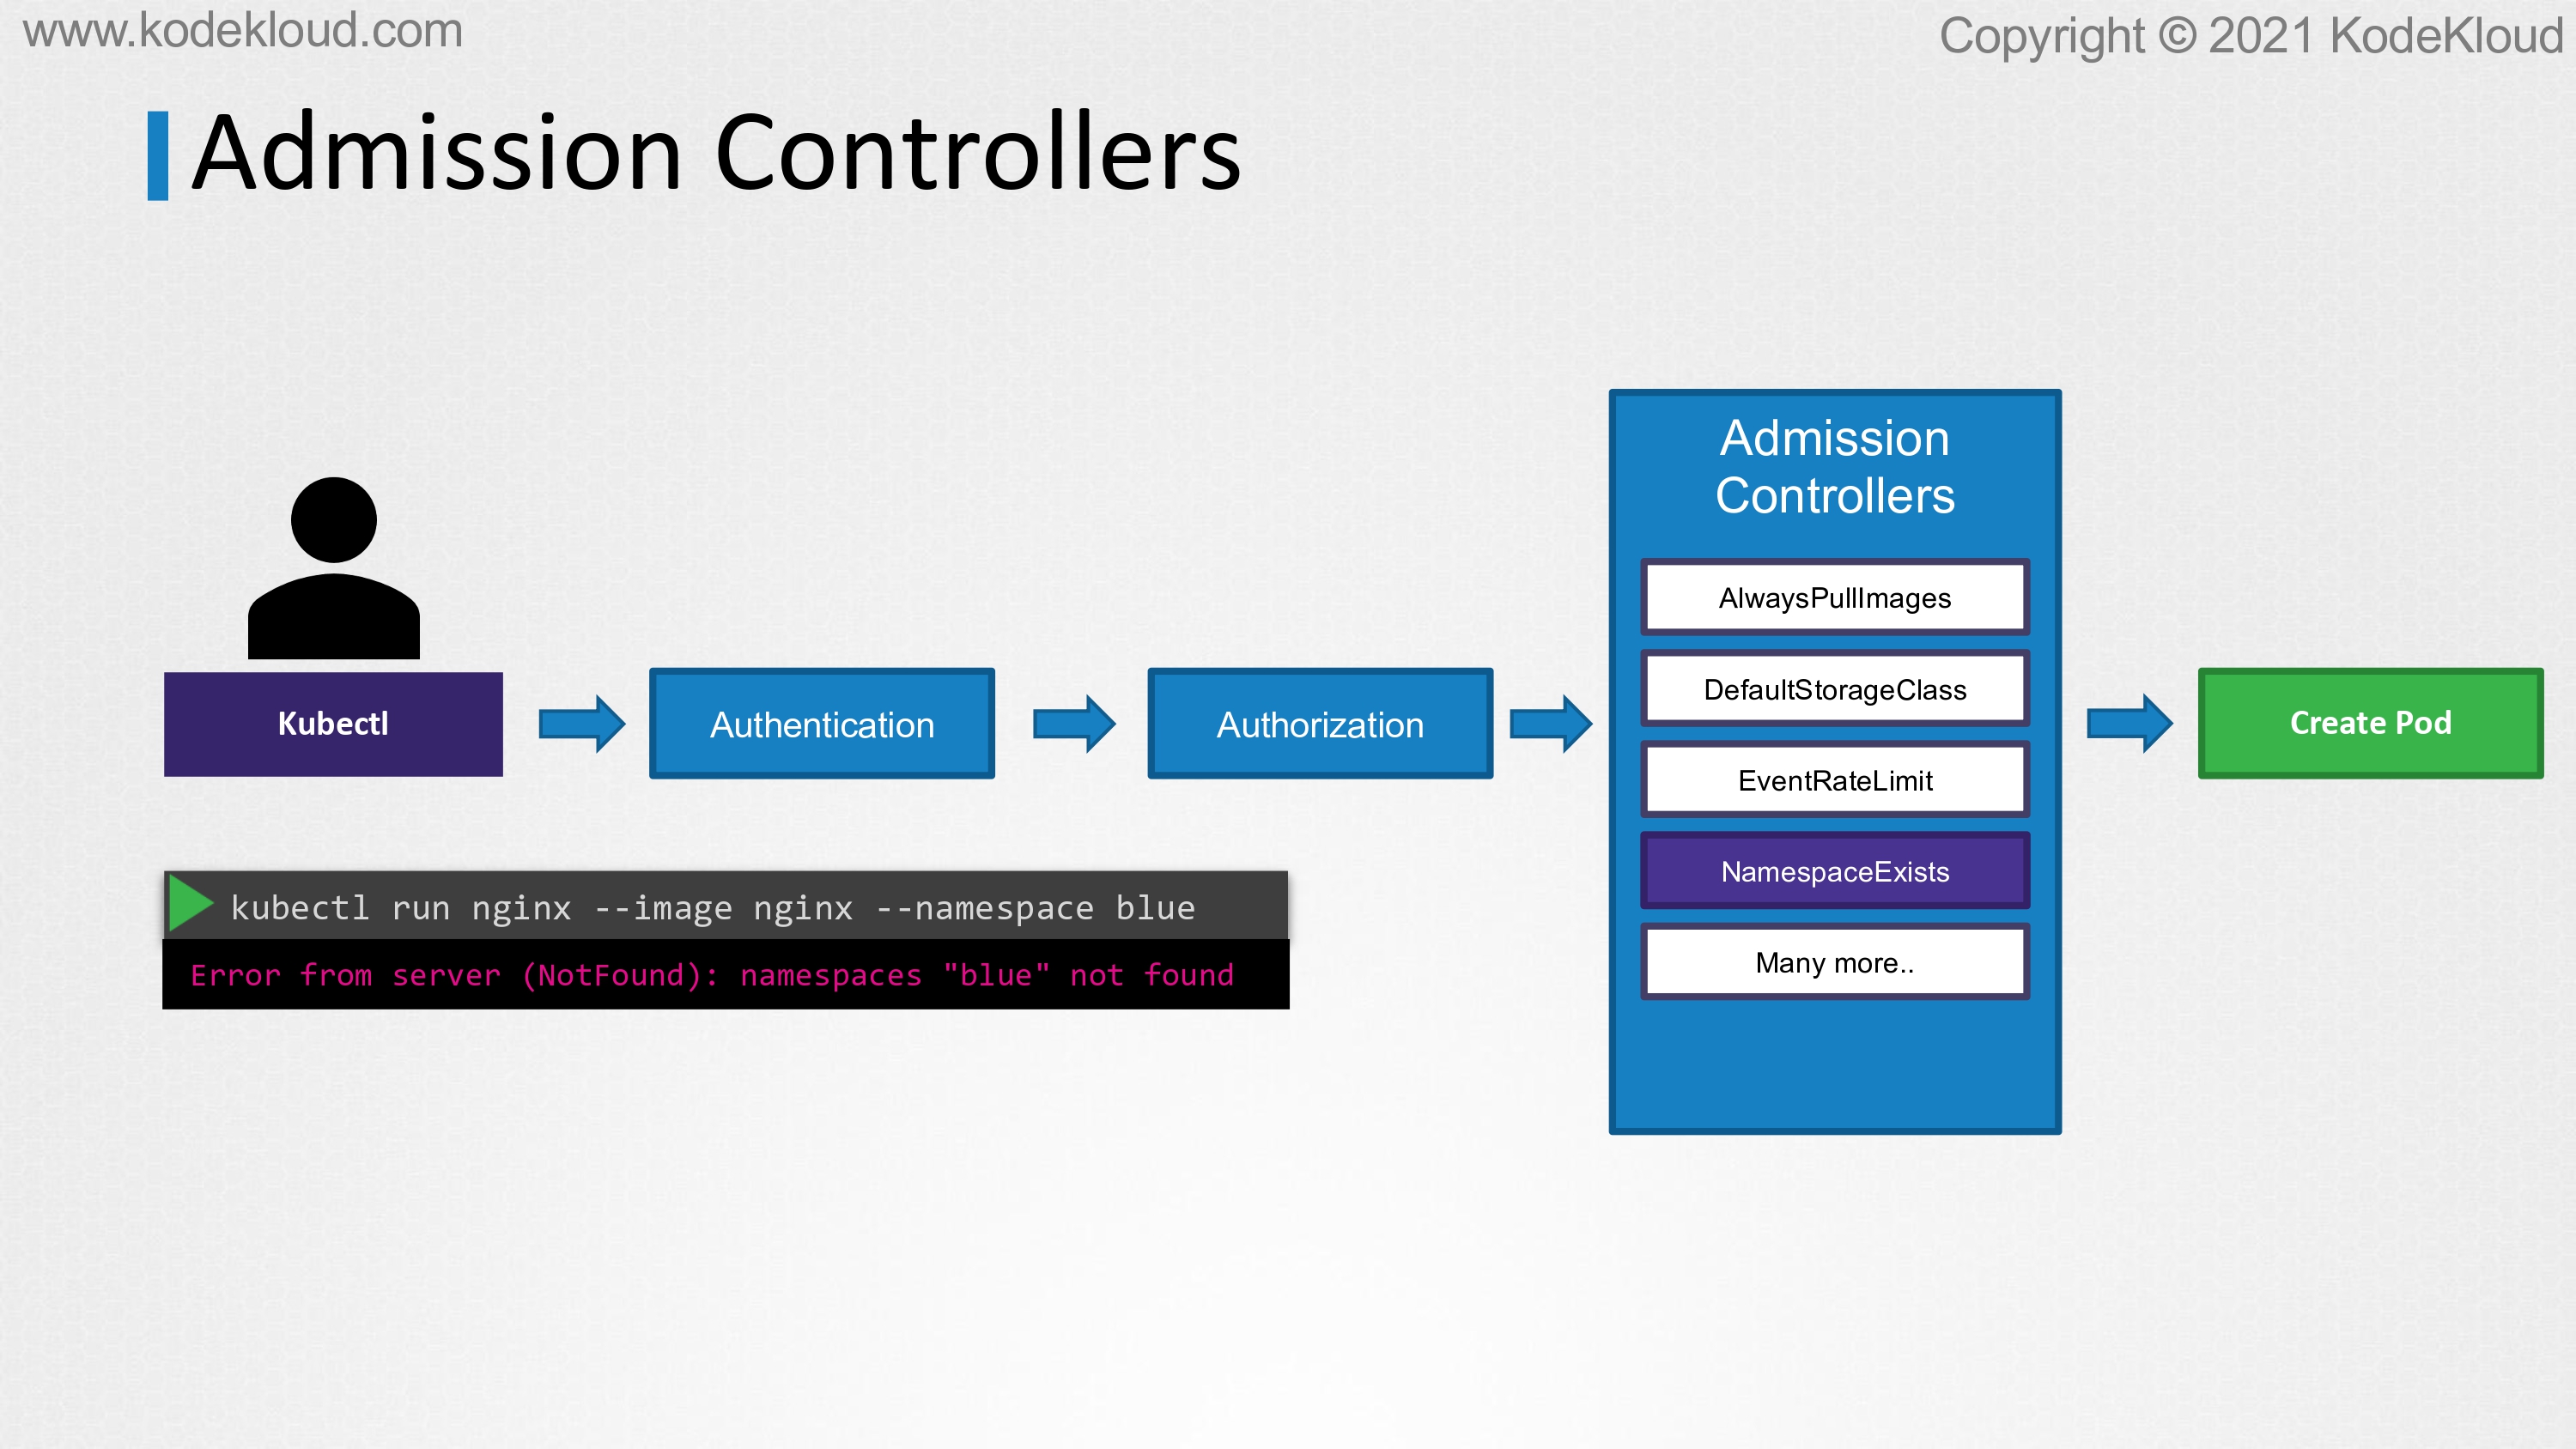 www.kodekloud.com
Copyright © 2021 KodeKloud
Admission Controllers
Admission
Controllers
AlwaysPullImages
DefaultStorageClass
EventRateLimit
NamespaceExists
Many more..
Kubectl
Authentication
Authorization
Create Pod
kubectl run nginx --image nginx --namespace blue
Error from server (NotFound): namespaces "blue" not found